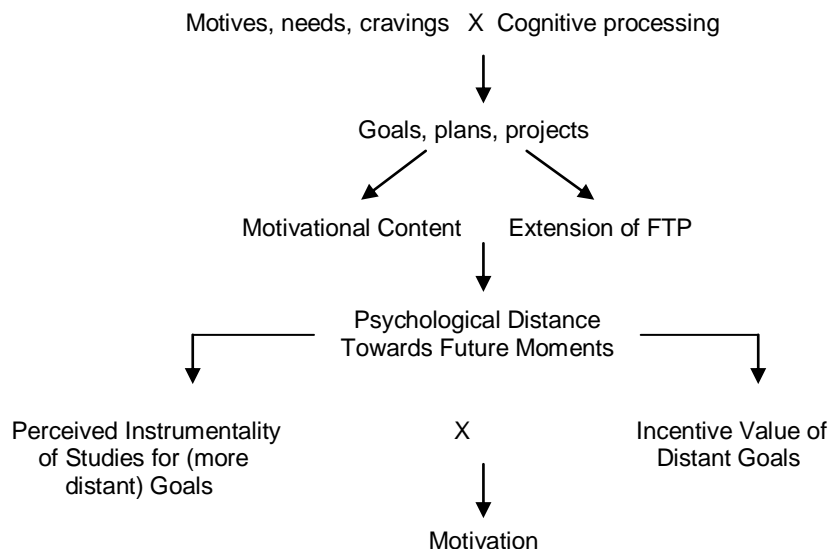 Motives, needs, cravings X Cognitive processing
Goals, plans, projects
Motivational Content Extension of FTP
Psychological Distance
Towards Future Moments
Perceived Instrumentality
of Studies for (more
distant) Goals
X
Incentive Value of
Distant Goals
Motivation